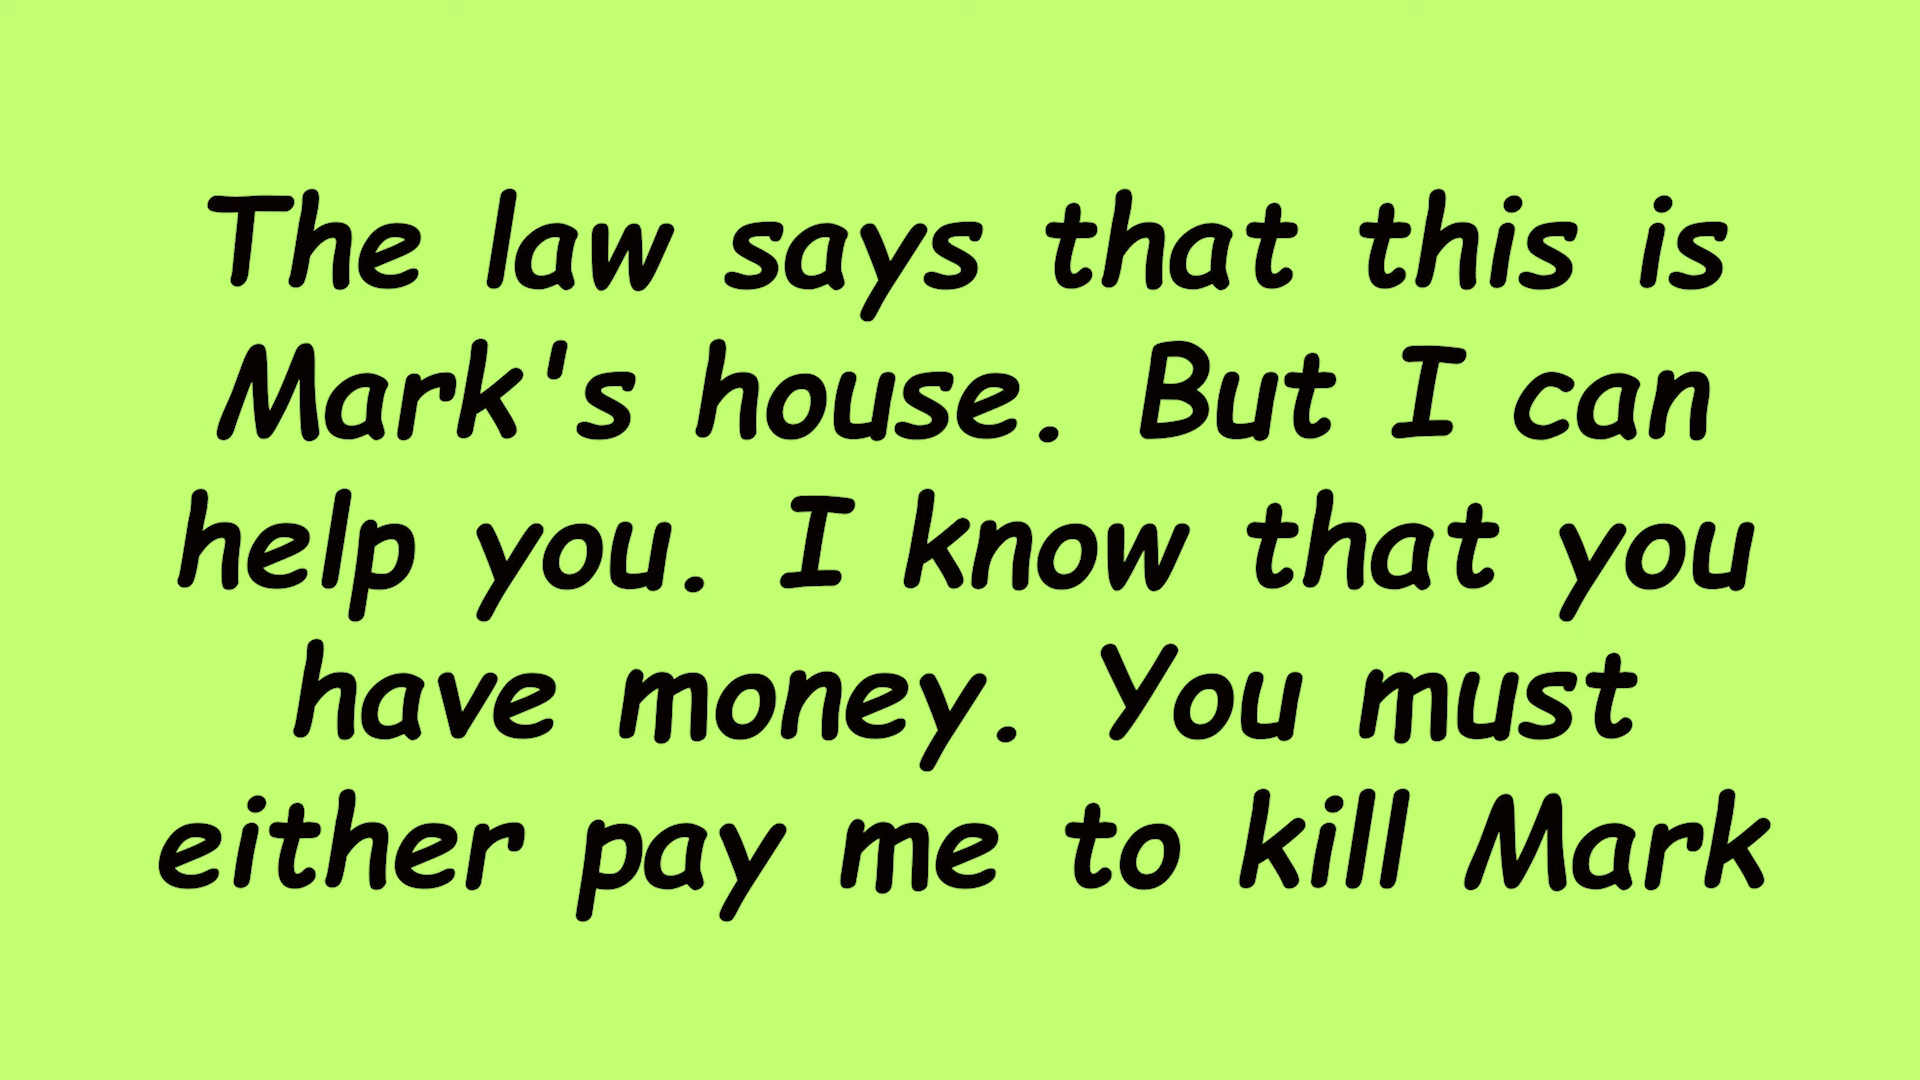 The law says that this is
Mark's house. But I can
help you. I know that you
have money. You must
either pay me to kill Mark